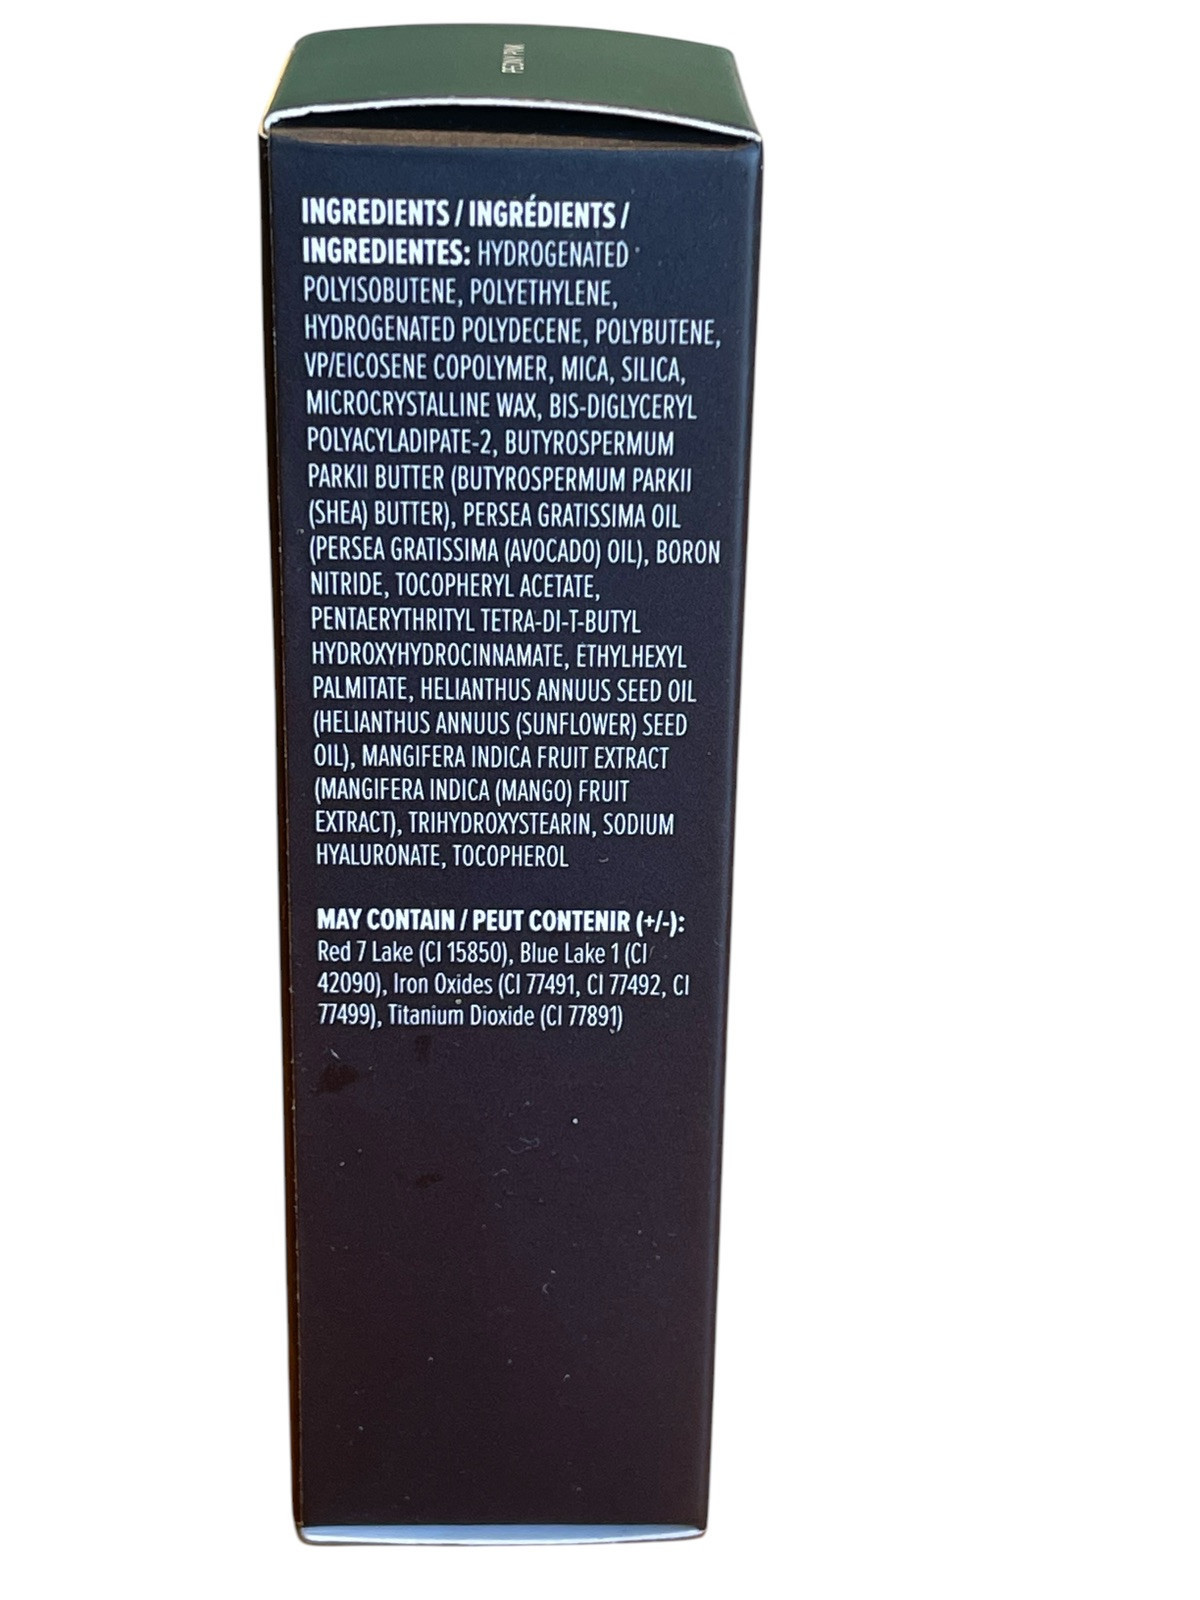 PEONY PINK
INGREDIENTS / INGRÉDIENTS /
INGREDIENTES: HYDROGENATED
POLYISOBUTENE, POLYETHYLENE,
HYDROGENATED POLYDECENE, POLYBUTENE,
VP/EICOSENE COPOLYMER, MICA, SILICA,
MICROCRYSTALLINE WAX, BIS-DIGLYCERYL
POLYACYLADIPATE-2, BUTYROSPERMUM
PARKII BUTTER (BUTYROSPERMUM PARKII
(SHEA) BUTTER), PERSEA GRATISSIMA OIL
(PERSEA GRATISSIMA (AVOCADO) OIL), BORON
NITRIDE, TOCOPHERYL ACETATE,
PENTAERYTHRITYL TETRA-DI-T-BUTYL
HYDROXYHYDROCINNAMATE, ETHYLHEXYL
PALMITATE, HELIANTHUS ANNUUS SEED OIL
(HELIANTHUS ANNUUS (SUNFLOWER) SEED
OIL), MANGIFERA INDICA FRUIT EXTRACT
(MANGIFERA INDICA (MANGO) FRUIT
EXTRACT), TRIHYDROXYSTEARIN, SODIUM
HYALURONATE, TOCOPHEROL
MAY CONTAIN / PEUT CONTENIR (+/-):
Red 7 Lake (CI 15850), Blue Lake 1 (CI
42090), Iron Oxides (CI 77491, CI 77492, CI
77499), Titanium Dioxide (CI 77891)